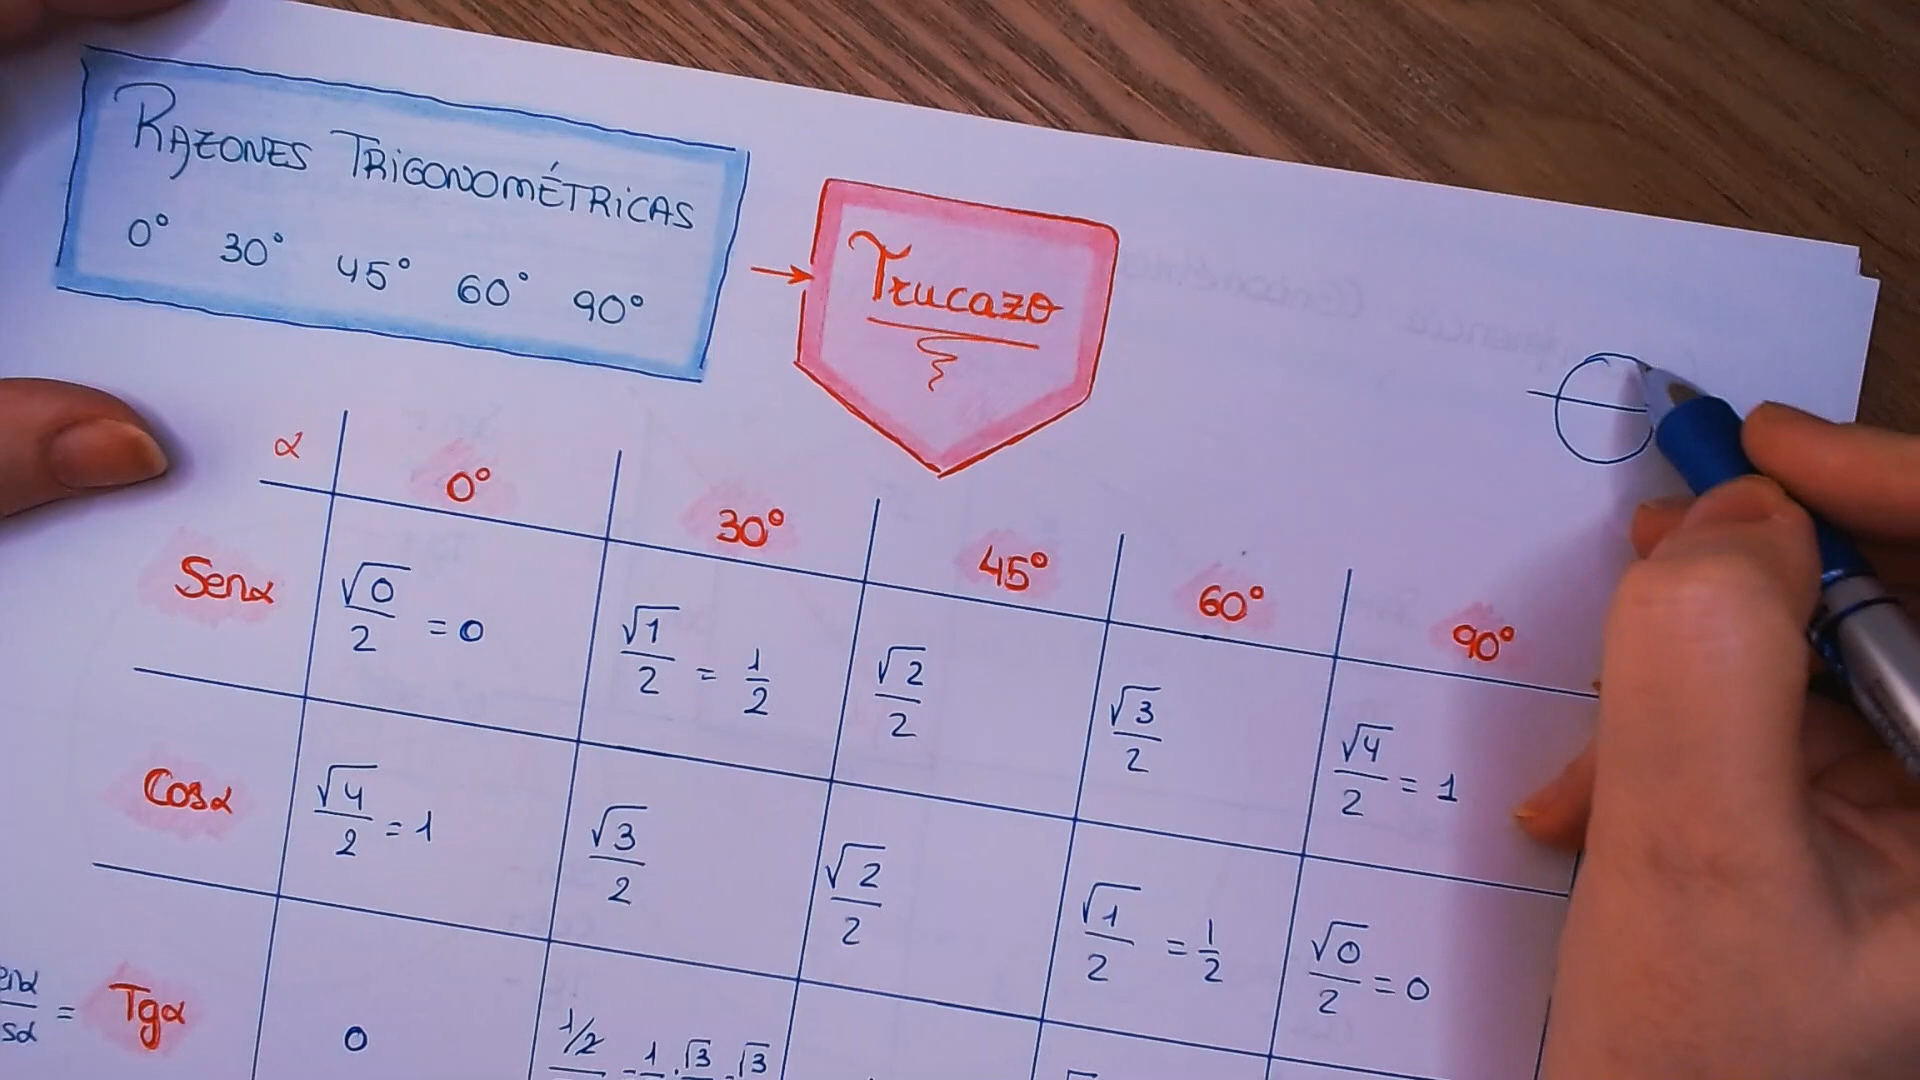 RAZONES TRIGONOMÉTRICAS
0° 30° 45° 60° 90°
Trucazo
α 0° 30° 45° 60° 90°
Senα √0/2 = 0 √1/2 = 1/2 √2/2 √3/2 √4/2 = 1
Cosα √4/2 = 1 √3/2 √2/2 √1/2 = 1/2 √0/2 = 0
= Tgα 0 1/2